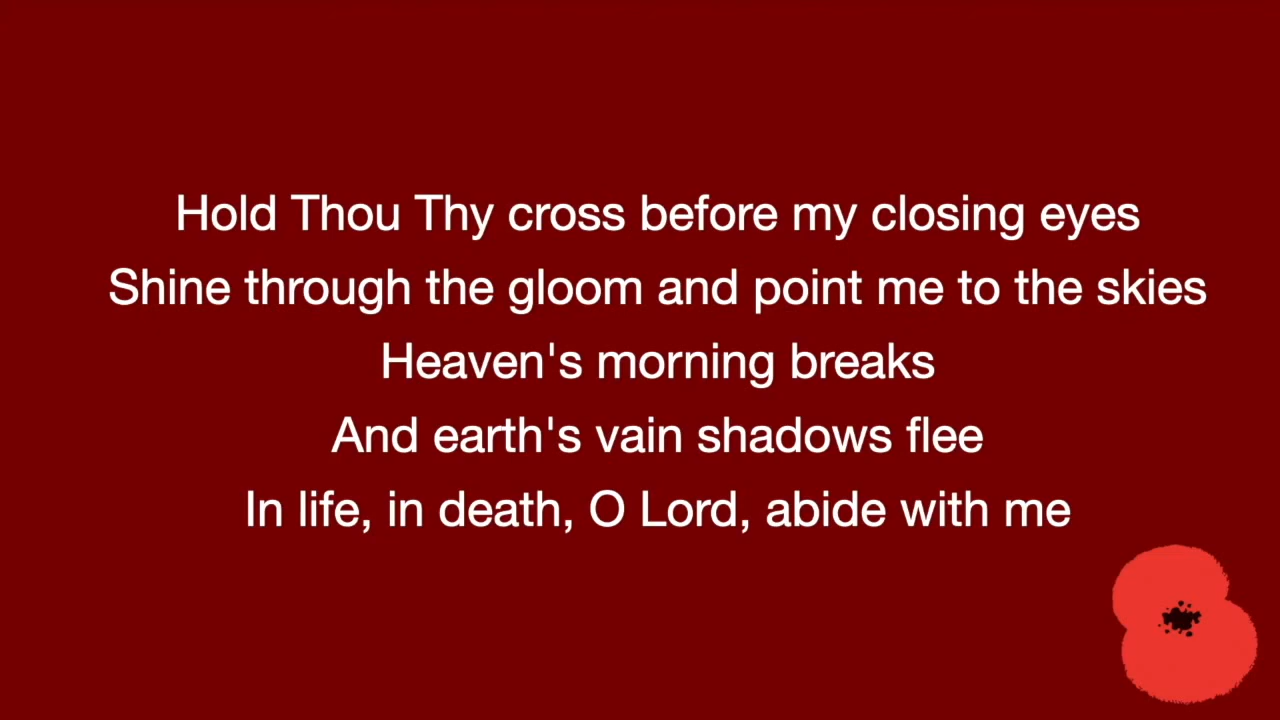 Hold Thou Thy cross before my closing eyes
Shine through the gloom and point me to the skies
Heaven's morning breaks
And earth's vain shadows flee
In life, in death, O Lord, abide with me